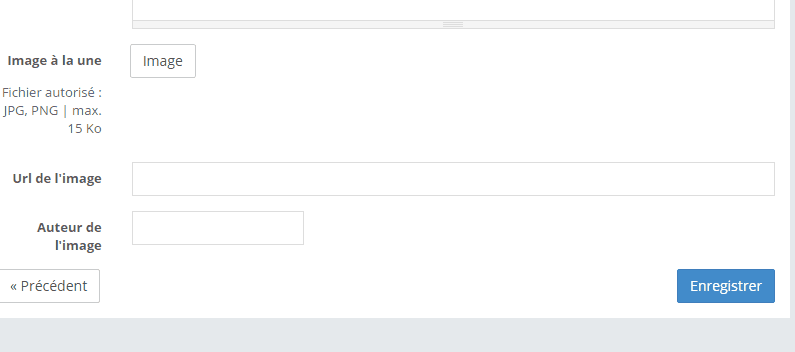 Image à la une
Image
Fichier autorisé :
JPG, PNG | max.
15 Ko
Url de l'image
Auteur de
l'image
« Précédent
Enregistrer